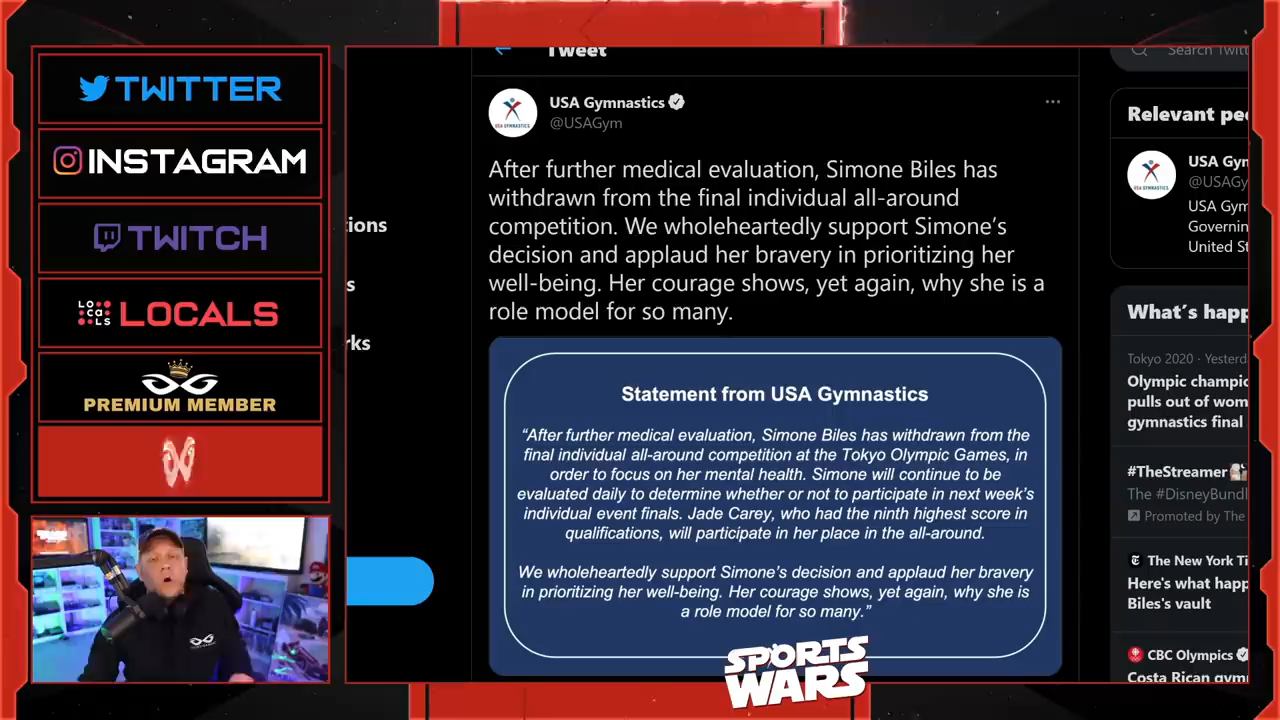 TWITTER
INSTAGRAM
TWITCH
LOCALS
LOCALS
PREMIUM MEMBER
Tweet
USA Gymnastics
@USAGym
After further medical evaluation, Simone Biles has
withdrawn from the final individual all-around
competition. We wholeheartedly support Simone’s
decision and applaud her bravery in prioritizing her
well-being. Her courage shows, yet again, why she is a
role model for so many.
Statement from USA Gymnastics
“After further medical evaluation, Simone Biles has withdrawn from the
final individual all-around competition at the Tokyo Olympic Games, in
order to focus on her mental health. Simone will continue to be
evaluated daily to determine whether or not to participate in next week’s
individual event finals. Jade Carey, who had the ninth highest score in
qualifications, will participate in her place in the all-around.
We wholeheartedly support Simone’s decision and applaud her bravery
in prioritizing her well-being. Her courage shows, yet again, why she is
a role model for so many.”
USA GYMNASTICS
SPORTS
WARS
tions
s
rks
Search Twitt
Relevant peo
USA Gyn
@USAGy
USA Gym
Governin
United St
What’s happ
Tokyo 2020 · Yesterd
Olympic champic
pulls out of wom
gymnastics final
#TheStreamer
The #DisneyBundl
Promoted by The
The New York Ti
Here's what happ
Biles's vault
CBC Olympics
Costa Rican gym